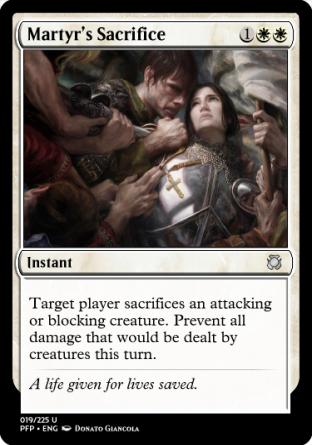 Martyr's Sacrifice 1
Instant
Target player sacrifices an attacking
or blocking creature. Prevent all
damage that would be dealt by
creatures this turn.
A life given for lives saved.
019/225 U
PFP • ENG Donato Giancola